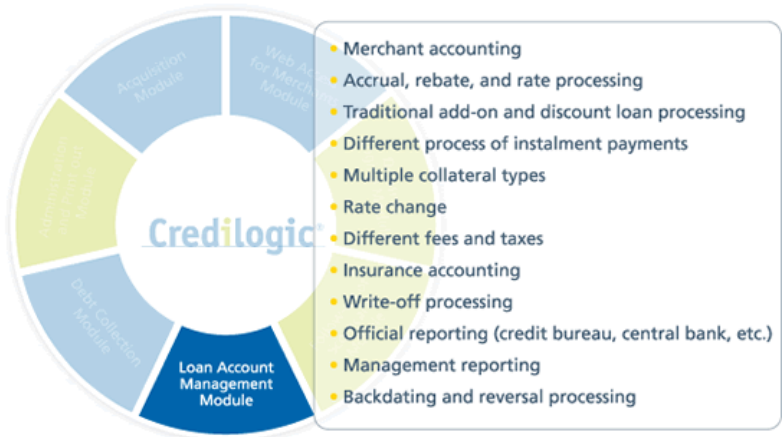 Acquisition
Module
Web Access
for Merchants
Module
Debt Collection
Module
Credilogic®
Loan Account
Management
Module
Merchant accounting
Accrual, rebate, and rate processing
Traditional add-on and discount loan processing
Different process of instalment payments
Multiple collateral types
Rate change
Different fees and taxes
Insurance accounting
Write-off processing
Official reporting (credit bureau, central bank, etc.)
Management reporting
Backdating and reversal processing